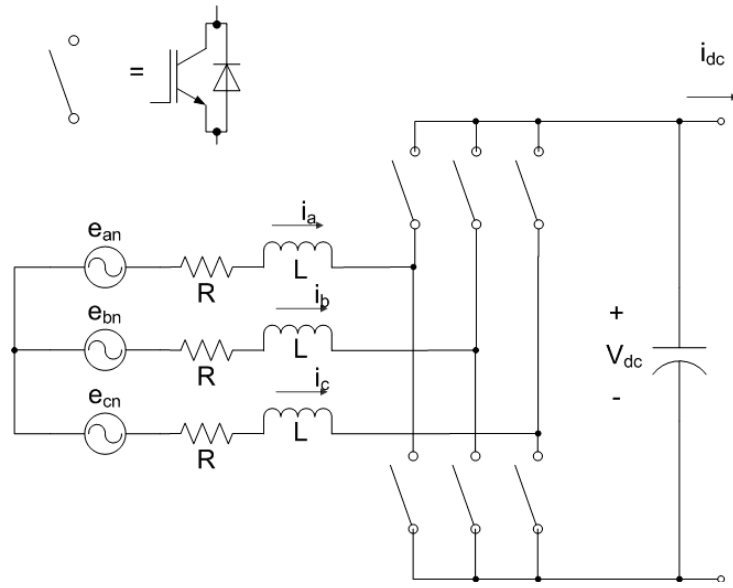 =
i_dc
e_an
i_a
R
L
e_bn
i_b
R
L
e_cn
i_c
R
L
+
V_dc
-